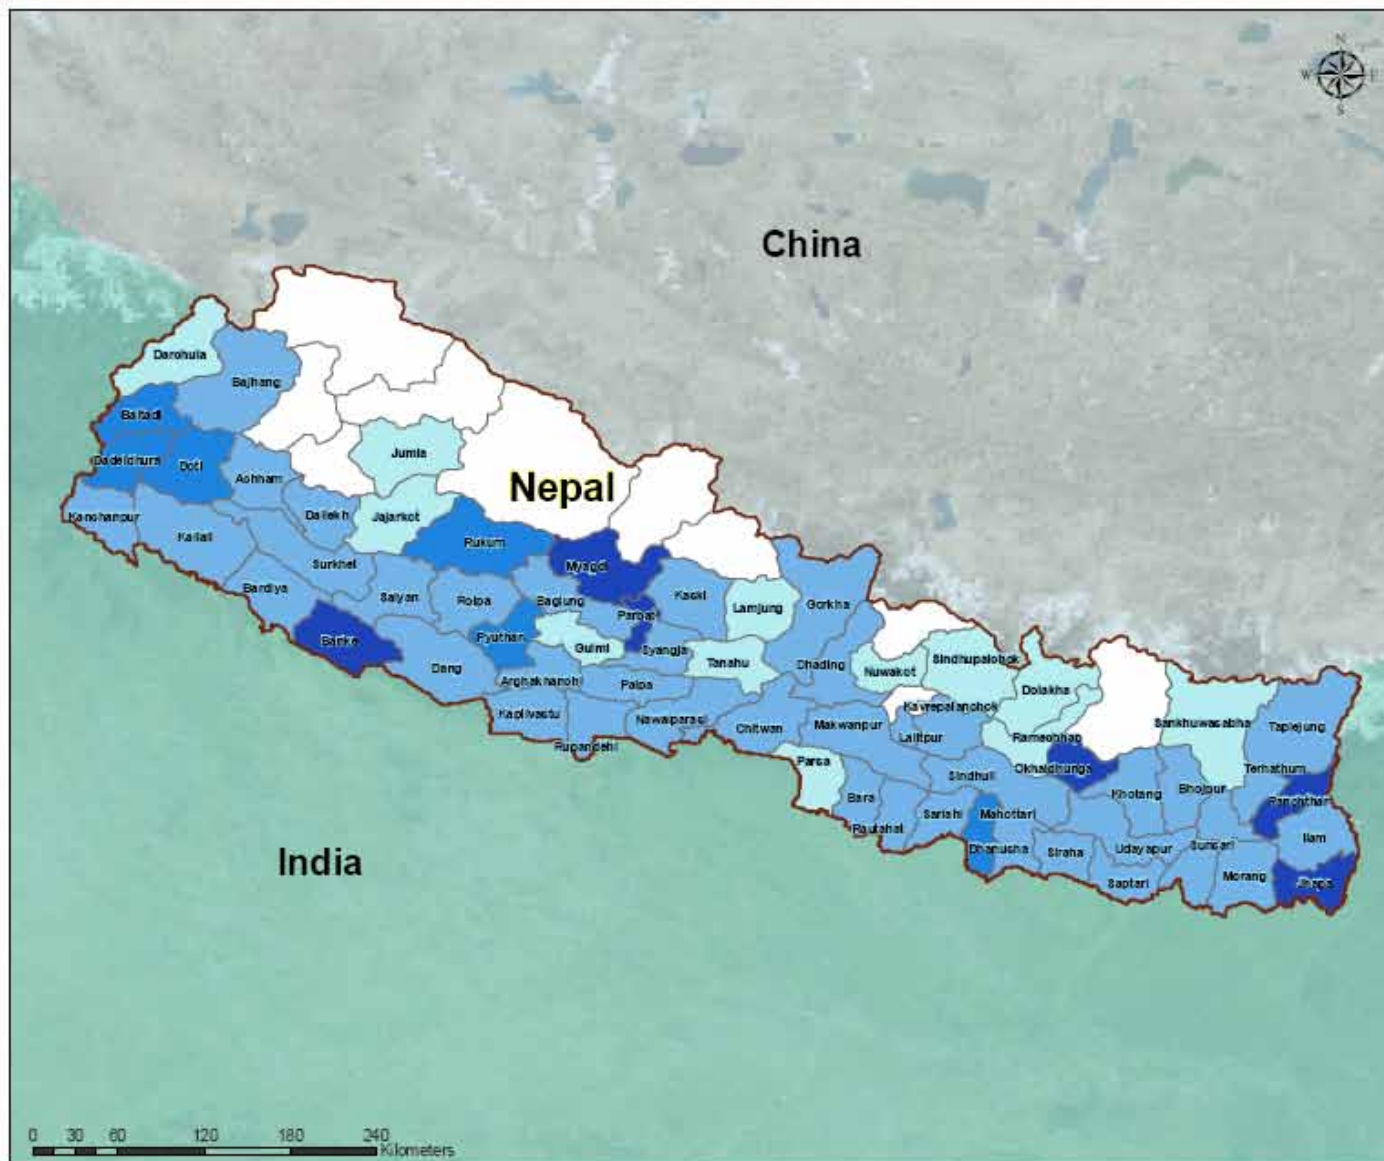 N
W E
S
China
Darchula
Bajhang
Baitadi
Jumla
Dadeldhura
Doti
Achham
Nepal
Dailekh
Jajarkot
Kanchanpur
Kailali
Rukum
Surkhet
Myagdi
Bardiya
Salyan
Rolpa
Baglung
Kaski
Lamjung
Gorkha
Parbat
Banke
Pyuthan
Gulmi
Syangja
Tanahu
Dhading
Nuwakot
Sindhupalchok
Dang
Arghakhanchi
Palpa
Dolakha
Kapilvastu
Nawalparasi
Chitwan
Makwanpur
Kavrepalanchok
Lalitpur
Ramechhap
Sankhuwasabha
Taplejung
Rupandehi
Parsa
Sindhuli
Okhaldhunga
Terhathum
Bara
Khotang
Bhojpur
Panchthar
Rautahat
Sarlahi
Mahottari
Dhanusha
Siraha
Udayapur
Sunsari
Ilam
India
Saptari
Morang
Jhapa
0 30 60 120 180 240
Kilometers